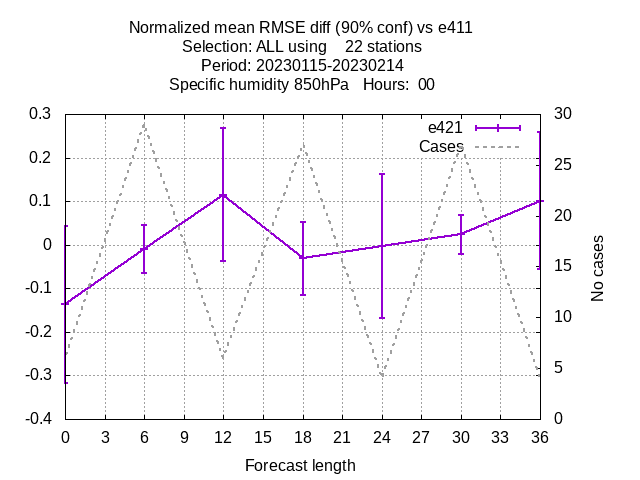 Normalized mean RMSE diff (90% conf) vs e411
Selection: ALL using    22 stations
Period: 20230115-20230214
Specific humidity 850hPa   Hours:  00
e421
Cases
0.3
0.2
0.1
0
-0.1
-0.2
-0.3
-0.4
30
25
20
15
10
5
0
No cases
0 3 6 9 12 15 18 21 24 27 30 33 36
Forecast length